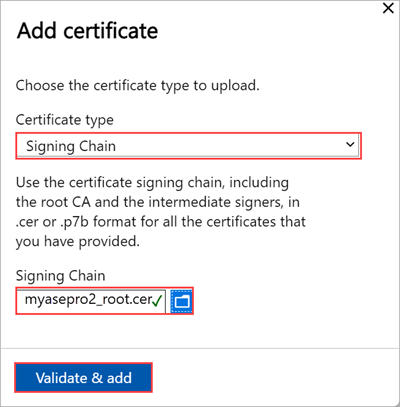 Add certificate
Choose the certificate type to upload.
Certificate type
Signing Chain
Use the certificate signing chain, including
the root CA and the intermediate signers, in
.cer or .p7b format for all the certificates that
you have provided.
Signing Chain
myasepro2_root.cer
Validate & add